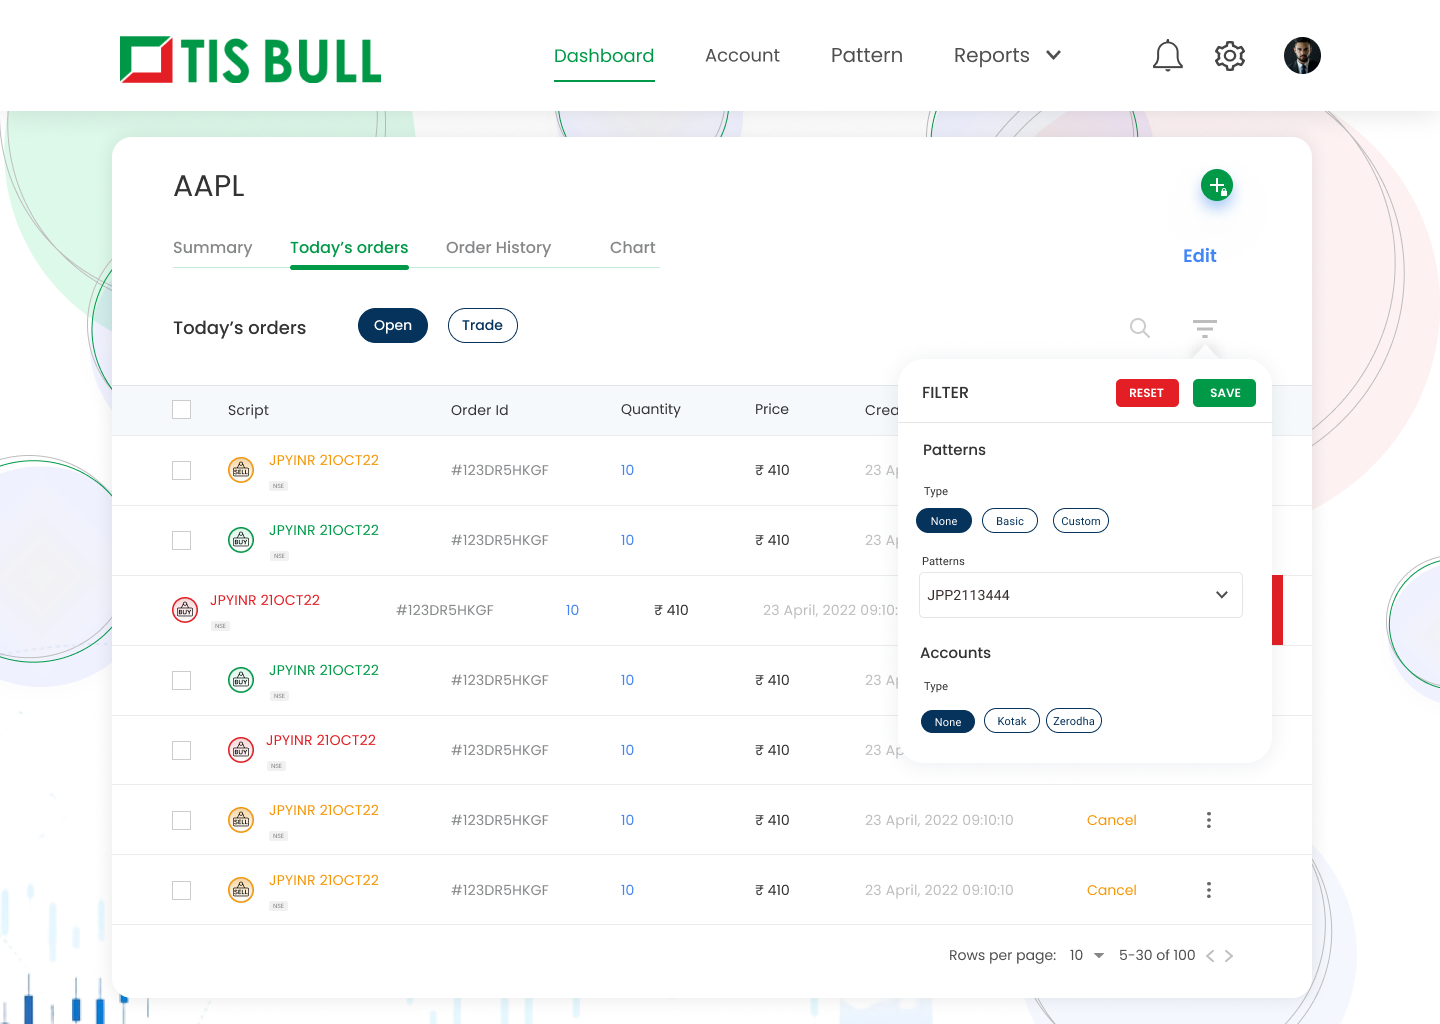 TIS BULL
Dashboard Account Pattern Reports
AAPL
Summary Today’s orders Order History Chart
Edit
Today’s orders Open Trade
FILTER RESET SAVE
Script Order Id Quantity Price Crea
Patterns
JPYINR 21OCT22 #123DR5HKGF 10 ₹ 410 23 Ap
NSE
Type
None Basic Custom
JPYINR 21OCT22 #123DR5HKGF 10 ₹ 410 23 Ap
NSE
SELL
BUY
Patterns
JPP2113444
JPYINR 21OCT22 #123DR5HKGF 10 ₹ 410 23 April, 2022 09:10:
BUY
NSE
Accounts
JPYINR 21OCT22 #123DR5HKGF 10 ₹ 410 23 Ap
BUY
NSE
Type
None Kotak Zerodha
JPYINR 21OCT22 #123DR5HKGF 10 ₹ 410 23 Ap
BUY
NSE
JPYINR 21OCT22 #123DR5HKGF 10 ₹ 410 23 April, 2022 09:10:10 Cancel
SELL
NSE
JPYINR 21OCT22 #123DR5HKGF 10 ₹ 410 23 April, 2022 09:10:10 Cancel
SELL
NSE
Rows per page: 10 5-30 of 100